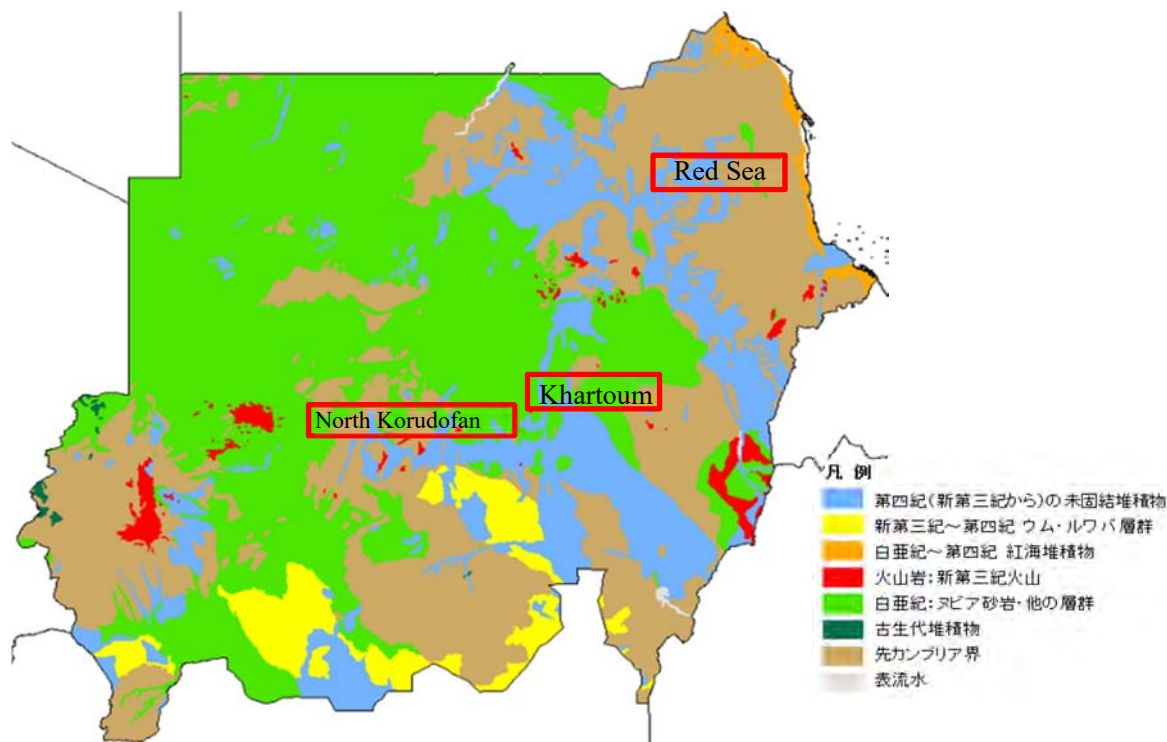 Red Sea
Khartoum
North Korudofan
凡 例
第四紀(新第三紀から)の未固結堆積物
新第三紀～第四紀 ウム・ルワバ層群
白亜紀～第四紀 紅海堆積物
火山岩:新第三紀火山
白亜紀:ヌビア砂岩・他の層群
古生代堆積物
先カンブリア界
表流水